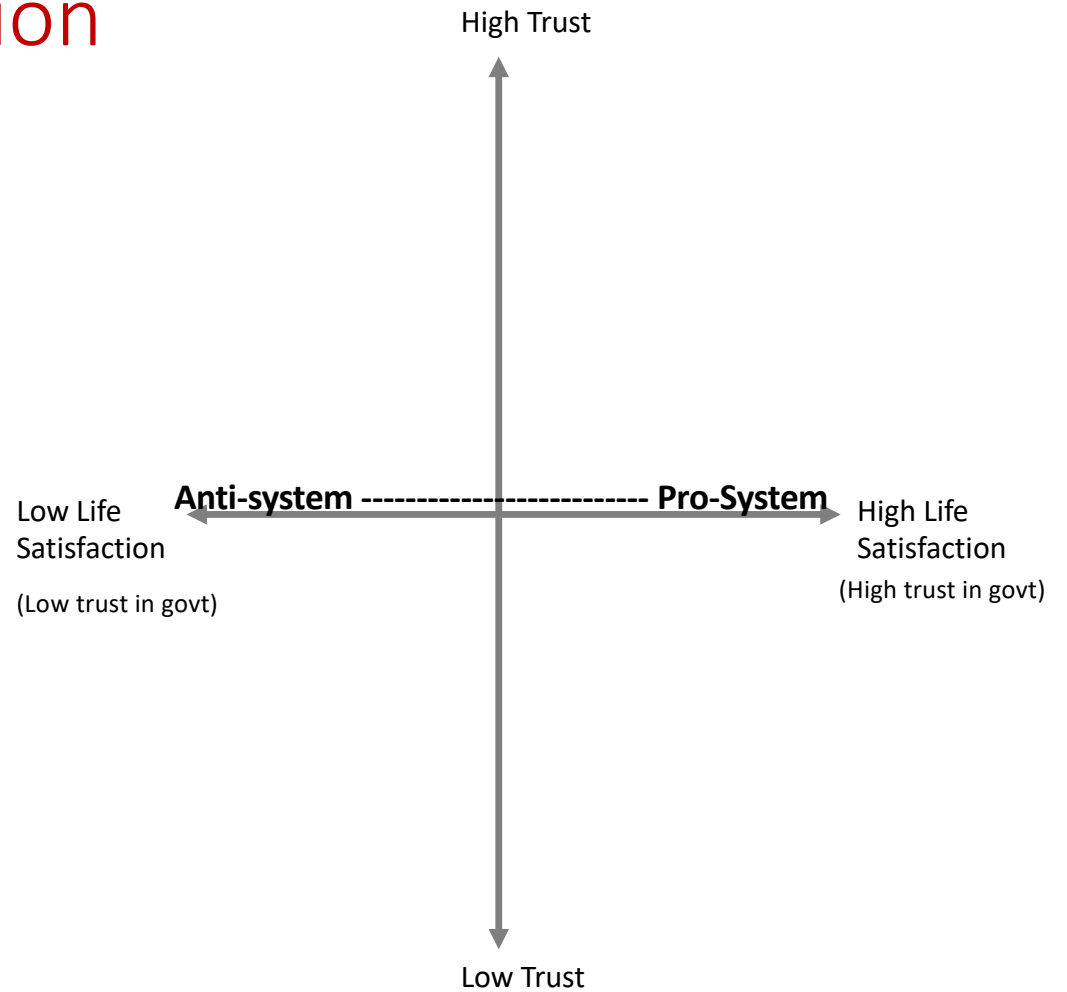 High Trust
Anti-system -------------------------- Pro-System
Low Life
Satisfaction
(Low trust in govt)
High Life
Satisfaction
(High trust in govt)
Low Trust